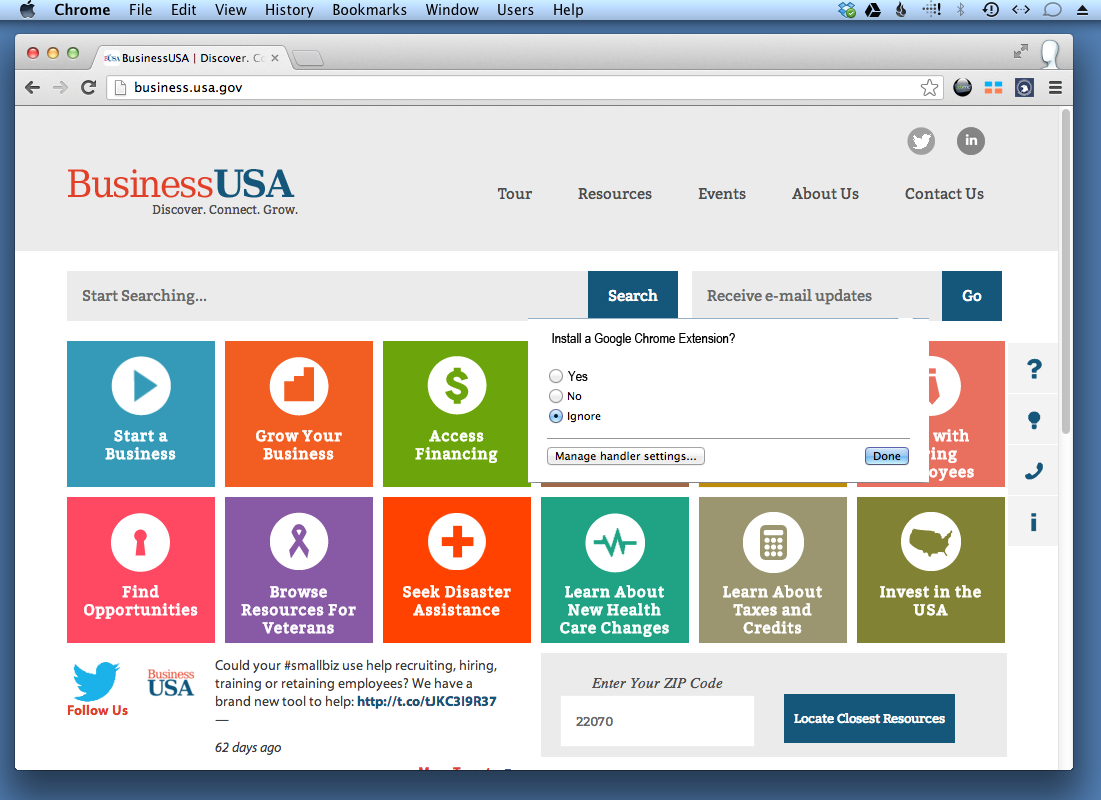 Chrome File Edit View History Bookmarks Window Users Help
BusinessUSA | Discover. Co
business.usa.gov
in
BusinessUSA
Discover. Connect. Grow.
Tour Resources Events About Us Contact Us
Start Searching... Search Receive e-mail updates Go
Install a Google Chrome Extension?
Yes
No
Ignore
Manage handler settings... Done
Start a
Business
Grow Your
Business
Access
Financing
with
ring
oyees
?
i
Find
Opportunities
Browse
Resources For
Veterans
Seek Disaster
Assistance
Learn About
New Health
Care Changes
Learn About
Taxes and
Credits
Invest in the
USA
Follow Us
Business
USA
Could your #smallbiz use help recruiting, hiring,
training or retaining employees? We have a
brand new tool to help: http://t.co/tJKC3l9R37
—
62 days ago
Enter Your ZIP Code
22070
Locate Closest Resources